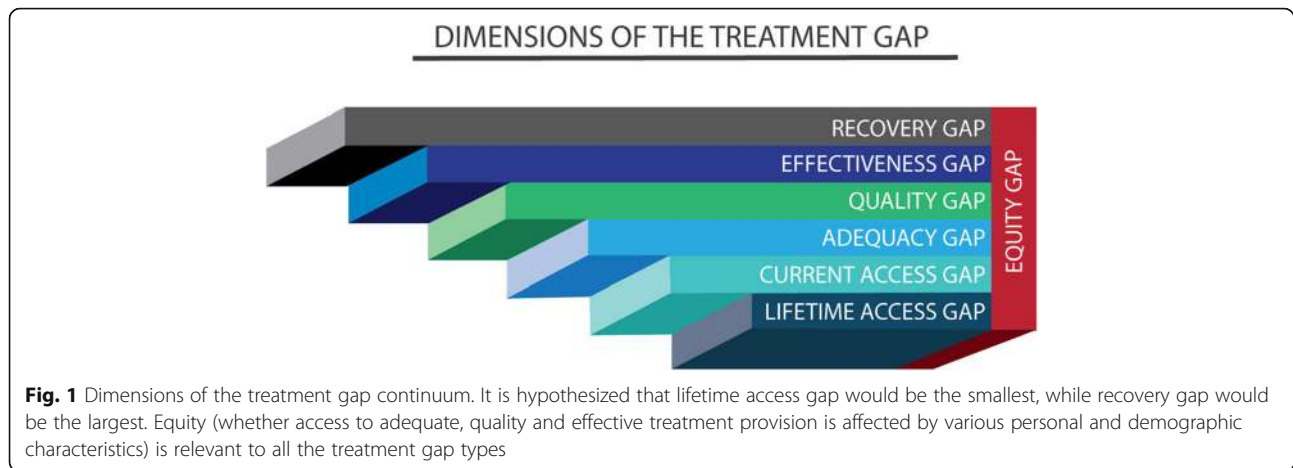 DIMENSIONS OF THE TREATMENT GAP
RECOVERY GAP
EFFECTIVENESS GAP
QUALITY GAP
ADEQUACY GAP
CURRENT ACCESS GAP
LIFETIME ACCESS GAP
EQUITY GAP
Fig. 1 Dimensions of the treatment gap continuum. It is hypothesized that lifetime access gap would be the smallest, while recovery gap would
be the largest. Equity (whether access to adequate, quality and effective treatment provision is affected by various personal and demographic
characteristics) is relevant to all the treatment gap types